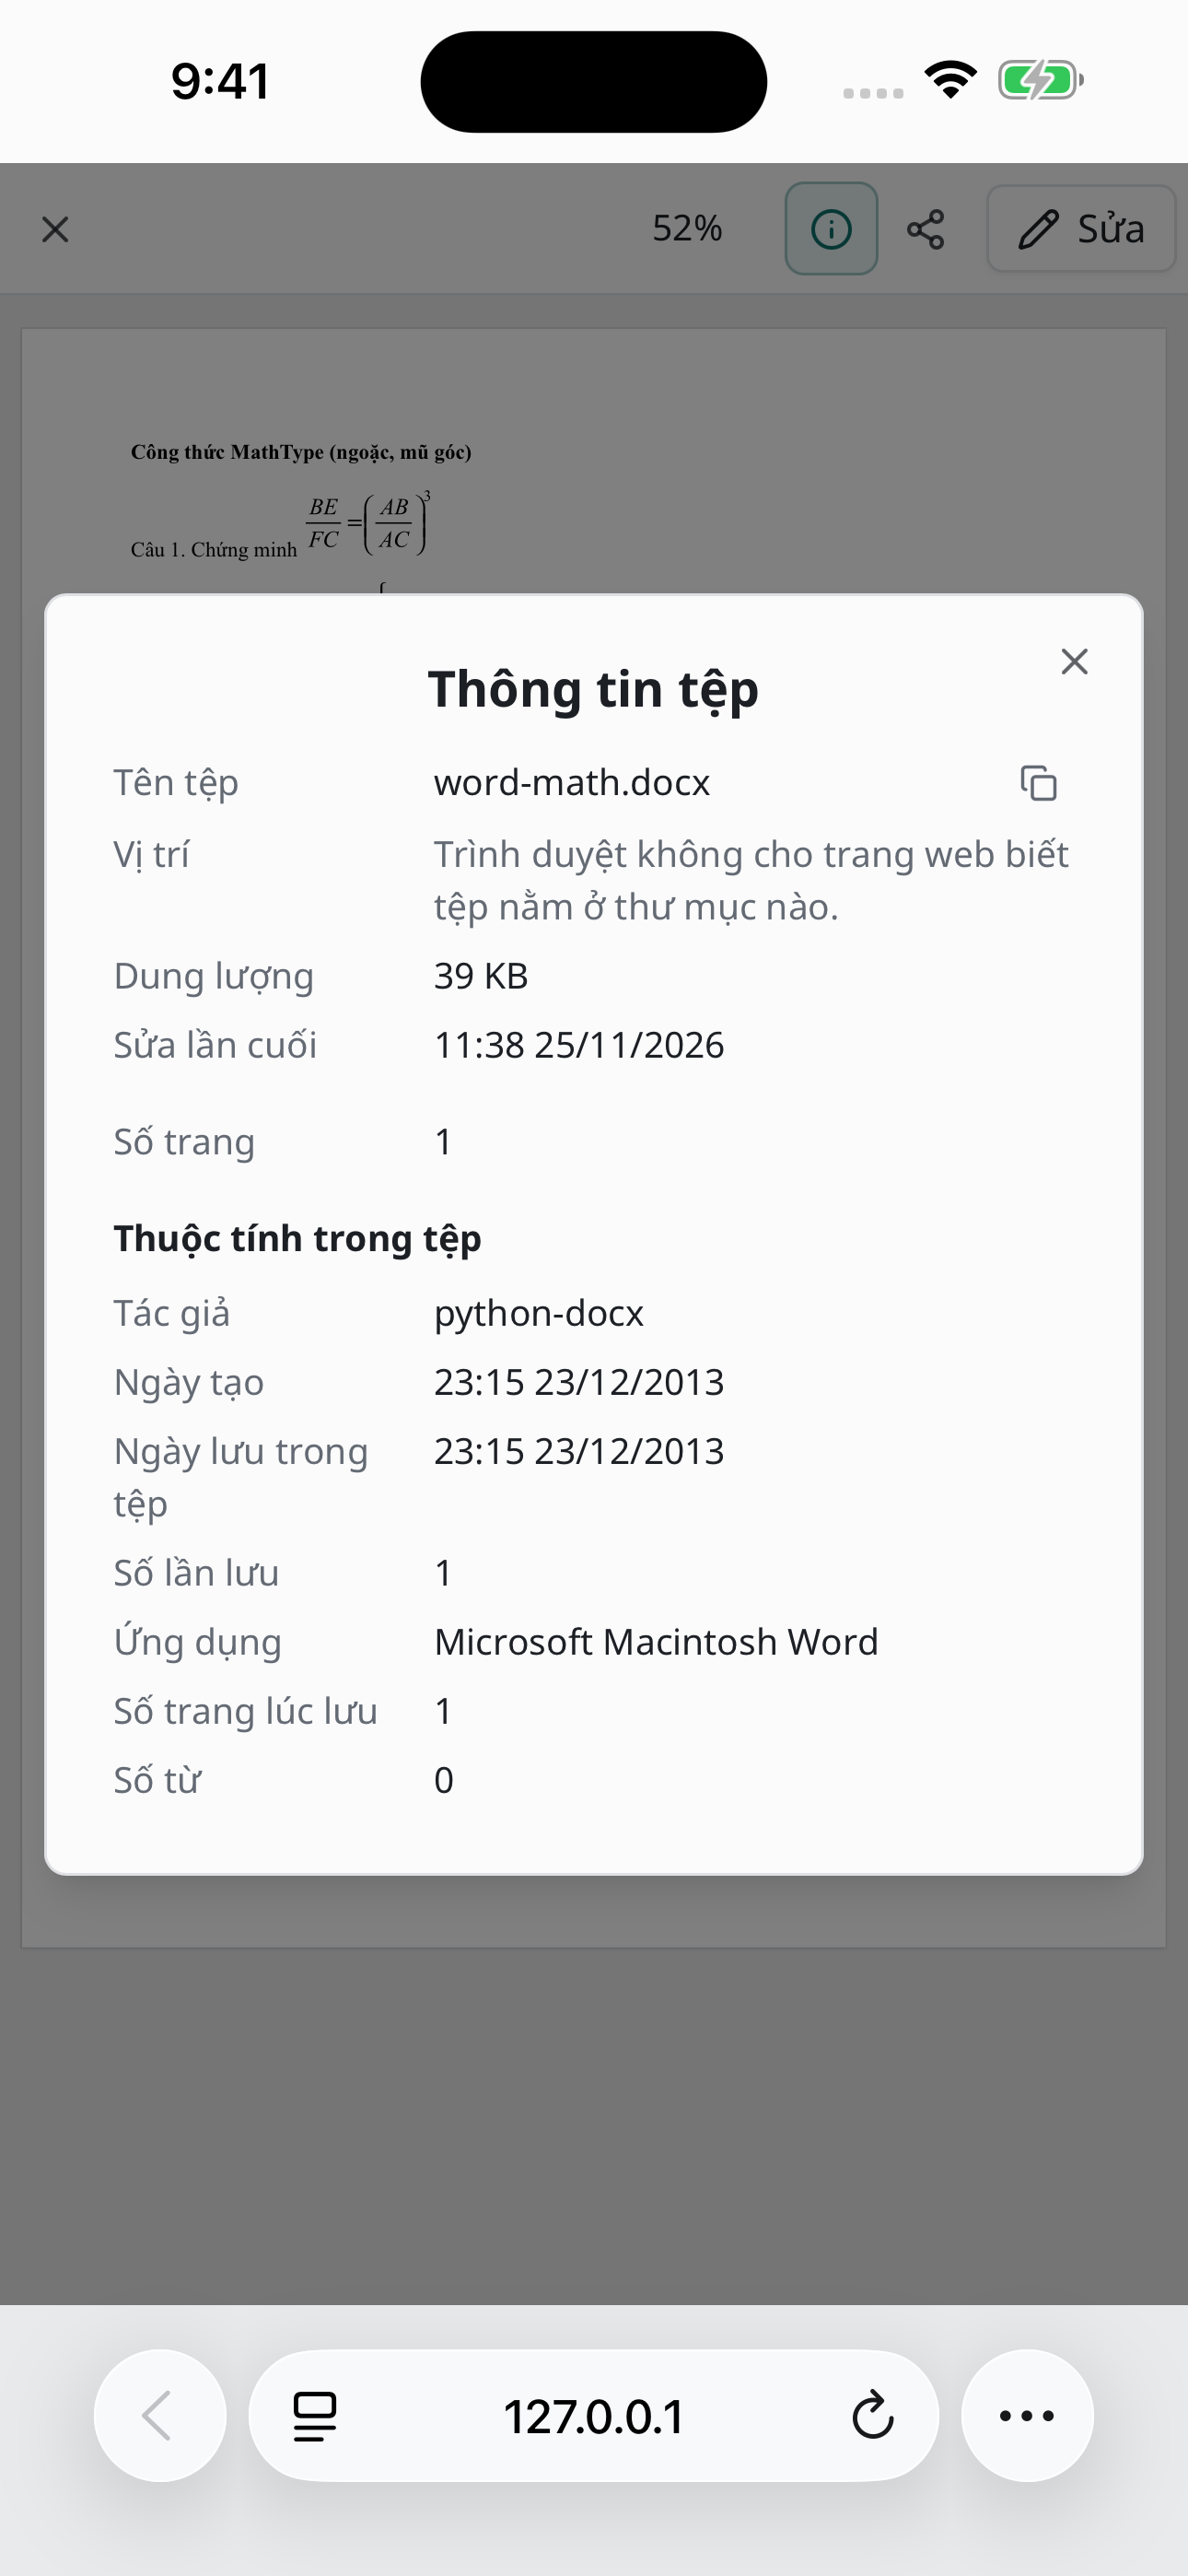 9:41
52%
Sửa
Công thức MathType (ngoặc, mũ góc)
Câu 1. Chứng minh BE/FC = (AB/AC)^3
Thông tin tệp
Tên tệp word-math.docx
Vị trí Trình duyệt không cho trang web biết
tệp nằm ở thư mục nào.
Dung lượng 39 KB
Sửa lần cuối 11:38 25/11/2026
Số trang 1
Thuộc tính trong tệp
Tác giả python-docx
Ngày tạo 23:15 23/12/2013
Ngày lưu trong 23:15 23/12/2013
tệp
Số lần lưu 1
Ứng dụng Microsoft Macintosh Word
Số trang lúc lưu 1
Số từ 0
127.0.0.1